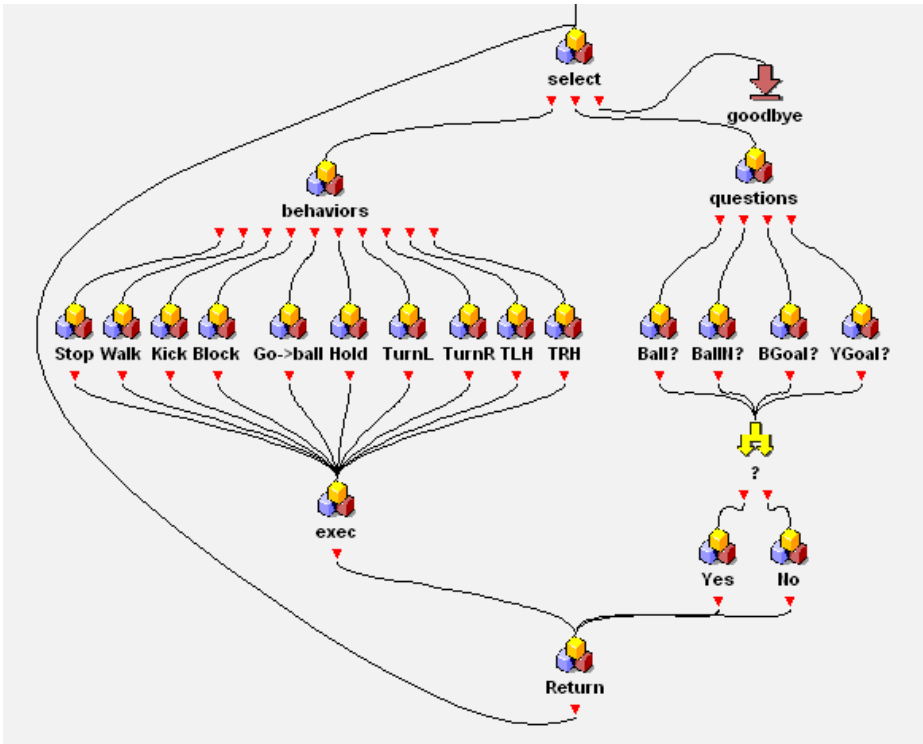 select
goodbye
behaviors
questions
Stop Walk Kick Block Go->ball Hold TurnL TurnR TLH TRH
Ball? BallN? BGoal? YGoal?
?
exec
Yes No
Return